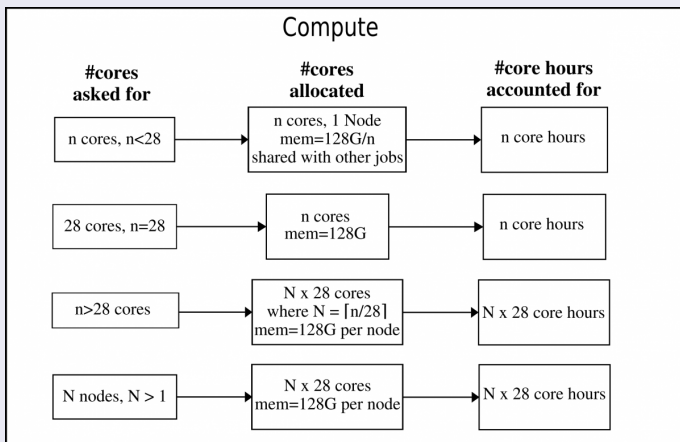 Compute
#cores
asked for
#cores
allocated
#core hours
accounted for
n cores, n<28
n cores, 1 Node
mem=128G/n
shared with other jobs
n core hours
28 cores, n=28
n cores
mem=128G
n core hours
n>28 cores
N x 28 cores
where N = ⌈n/28⌉
mem=128G per node
N x 28 core hours
N nodes, N > 1
N x 28 cores
mem=128G per node
N x 28 core hours